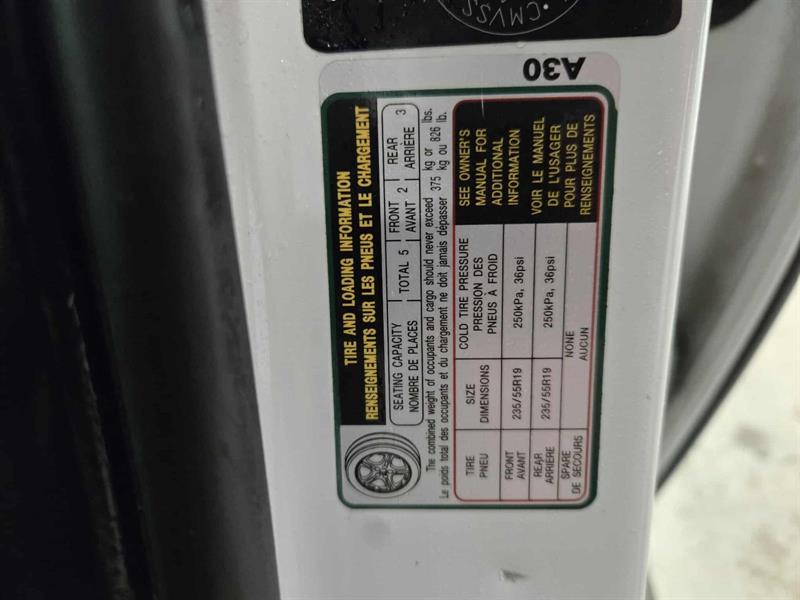 CMVSS
A30
TIRE AND LOADING INFORMATION
RENSEIGNEMENTS SUR LES PNEUS ET LE CHARGEMENT
SEATING CAPACITY TOTAL 5 FRONT 2 REAR 3
NOMBRE DE PLACES AVANT ARRIÈRE
The combined weight of occupants and cargo should never exceed 375 kg or 826 lbs.
Le poids total des occupants et du chargement ne doit jamais dépasser 375 kg ou 826 lb.
TIRE SIZE COLD TIRE PRESSURE
PNEU DIMENSIONS PRESSION DES
PNEUS À FROID
FRONT 235/55R19 250kPa, 36psi
AVANT
REAR 235/55R19 250kPa, 36psi
ARRIERE
SPARE NONE
DE SECOURS AUCUN
SEE OWNER'S
MANUAL FOR
ADDITIONAL
INFORMATION
VOIR LE MANUEL
DE L'USAGER
POUR PLUS DE
RENSEIGNEMENTS